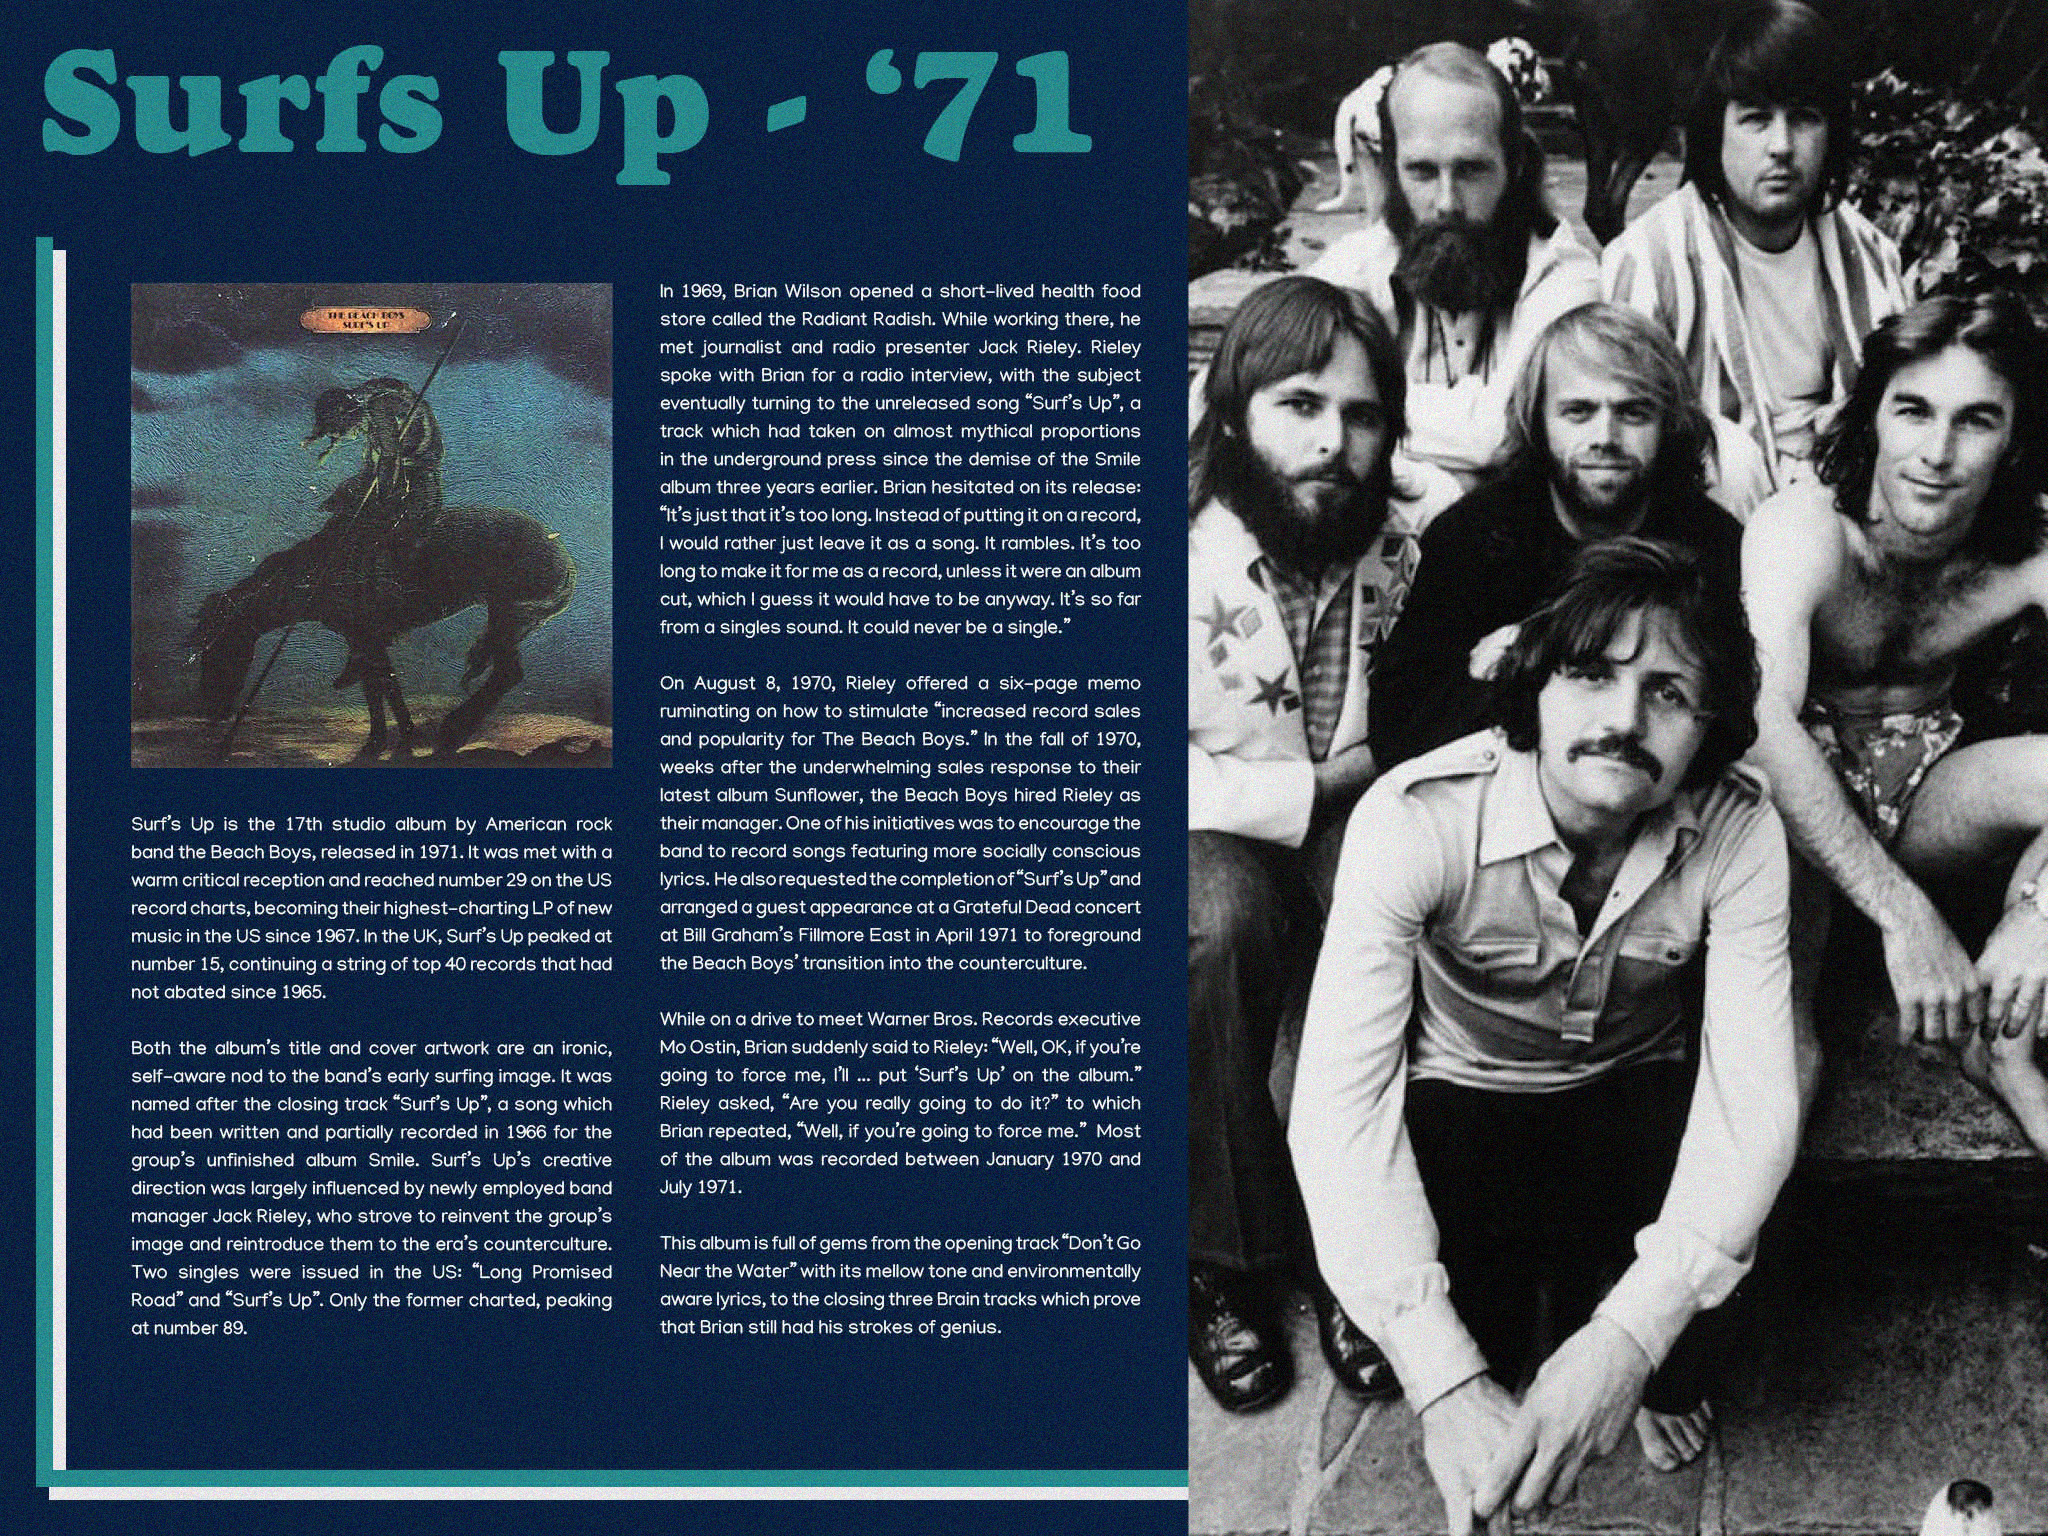 Surfs Up - ‘71
THE BEACH BOYS
SURF'S UP
Surf’s Up is the 17th studio album by American rock
band the Beach Boys, released in 1971. It was met with a
warm critical reception and reached number 29 on the US
record charts, becoming their highest-charting LP of new
music in the US since 1967. In the UK, Surf’s Up peaked at
number 15, continuing a string of top 40 records that had
not abated since 1965.
Both the album’s title and cover artwork are an ironic,
self-aware nod to the band’s early surfing image. It was
named after the closing track “Surf’s Up”, a song which
had been written and partially recorded in 1966 for the
group’s unfinished album Smile. Surf’s Up’s creative
direction was largely influenced by newly employed band
manager Jack Rieley, who strove to reinvent the group’s
image and reintroduce them to the era’s counterculture.
Two singles were issued in the US: “Long Promised
Road” and “Surf’s Up”. Only the former charted, peaking
at number 89.
In 1969, Brian Wilson opened a short-lived health food
store called the Radiant Radish. While working there, he
met journalist and radio presenter Jack Rieley. Rieley
spoke with Brian for a radio interview, with the subject
eventually turning to the unreleased song “Surf’s Up”, a
track which had taken on almost mythical proportions
in the underground press since the demise of the Smile
album three years earlier. Brian hesitated on its release:
“It’s just that it’s too long. Instead of putting it on a record,
I would rather just leave it as a song. It rambles. It’s too
long to make it for me as a record, unless it were an album
cut, which I guess it would have to be anyway. It’s so far
from a singles sound. It could never be a single.”
On August 8, 1970, Rieley offered a six-page memo
ruminating on how to stimulate “increased record sales
and popularity for The Beach Boys.” In the fall of 1970,
weeks after the underwhelming sales response to their
latest album Sunflower, the Beach Boys hired Rieley as
their manager. One of his initiatives was to encourage the
band to record songs featuring more socially conscious
lyrics. He also requested the completion of “Surf’s Up” and
arranged a guest appearance at a Grateful Dead concert
at Bill Graham’s Fillmore East in April 1971 to foreground
the Beach Boys’ transition into the counterculture.
While on a drive to meet Warner Bros. Records executive
Mo Ostin, Brian suddenly said to Rieley: “Well, OK, if you’re
going to force me, I’ll ... put ‘Surf’s Up’ on the album.”
Rieley asked, “Are you really going to do it?” to which
Brian repeated, “Well, if you’re going to force me.” Most
of the album was recorded between January 1970 and
July 1971.
This album is full of gems from the opening track “Don’t Go
Near the Water” with its mellow tone and environmentally
aware lyrics, to the closing three Brain tracks which prove
that Brian still had his strokes of genius.